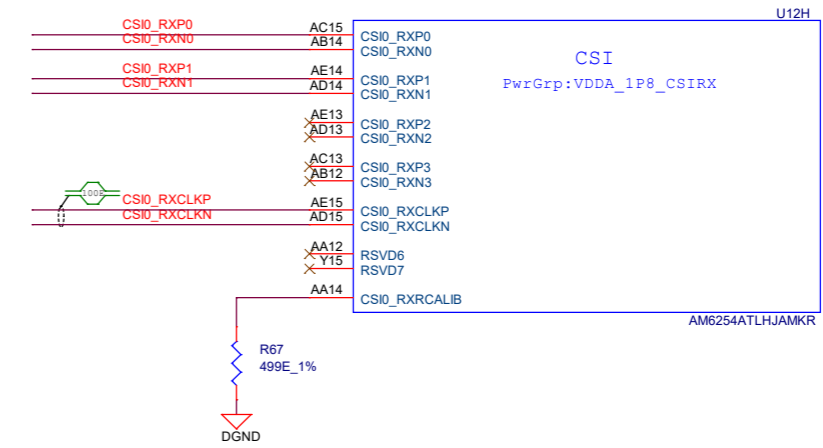 U12H
CSI0_RXP0 AC15 CSI0_RXP0
CSI0_RXN0 AB14 CSI0_RXN0
CSI
CSI0_RXP1 AE14 CSI0_RXP1
PwrGrp:VDDA_1P8_CSIRX
CSI0_RXN1 AD14 CSI0_RXN1
AE13 CSI0_RXP2
AD13 CSI0_RXN2
AC13 CSI0_RXP3
AB12 CSI0_RXN3
100E
CSI0_RXCLKP AE15 CSI0_RXCLKP
CSI0_RXCLKN AD15 CSI0_RXCLKN
AA12 RSVD6
Y15 RSVD7
AA14 CSI0_RXRCALIB
AM6254ATLHJAMKR
R67
499E_1%
DGND